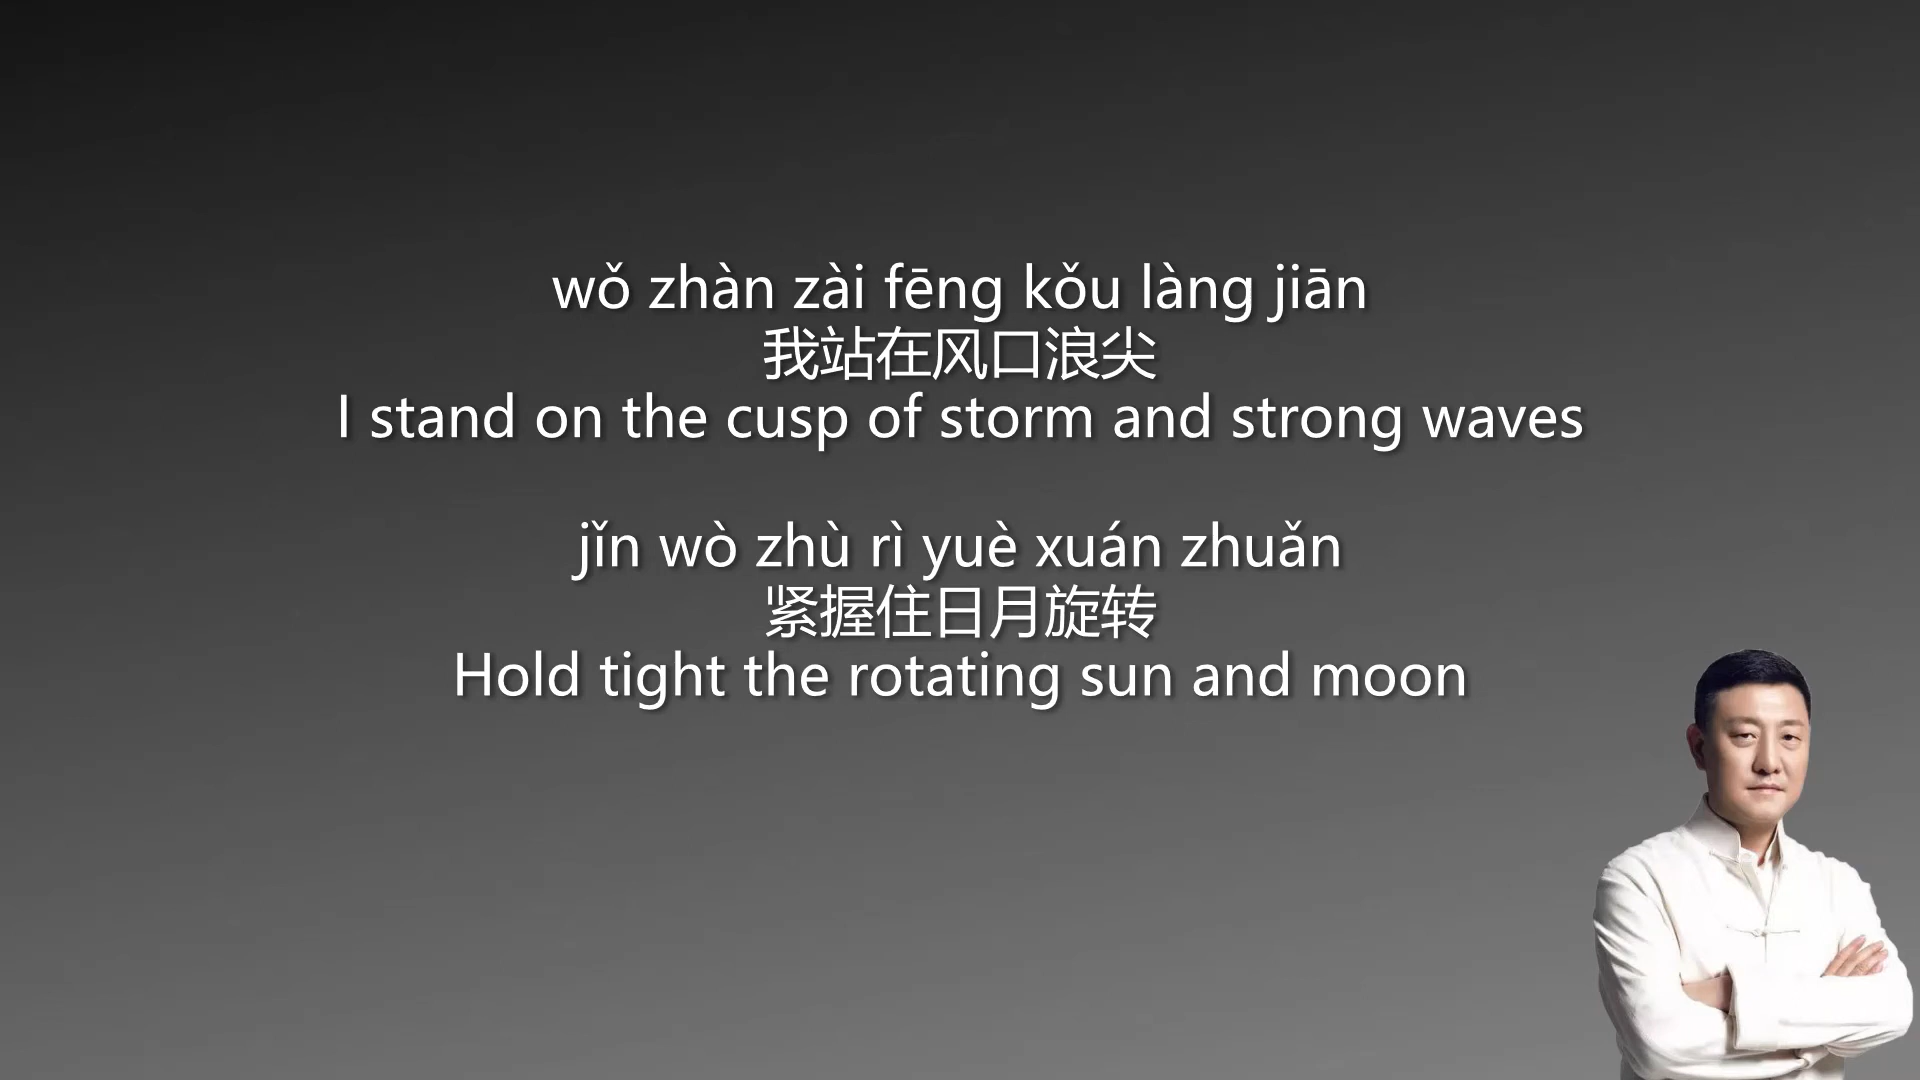 wǒ zhàn zài fēng kǒu làng jiān
我站在风口浪尖
I stand on the cusp of storm and strong waves
jǐn wò zhù rì yuè xuán zhuǎn
紧握住日月旋转
Hold tight the rotating sun and moon